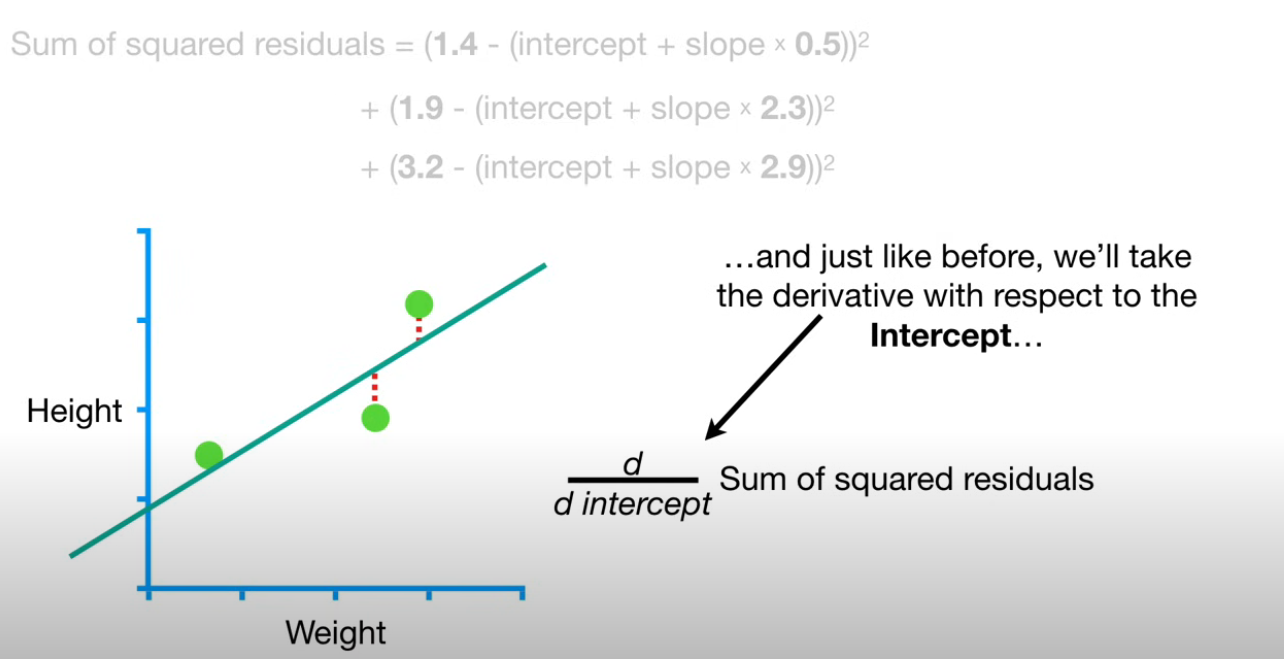 Sum of squared residuals = (1.4 - (intercept + slope × 0.5))²
+ (1.9 - (intercept + slope × 2.3))²
+ (3.2 - (intercept + slope × 2.9))²
…and just like before, we’ll take
the derivative with respect to the
Intercept…
Height
d
d intercept
Sum of squared residuals
Weight